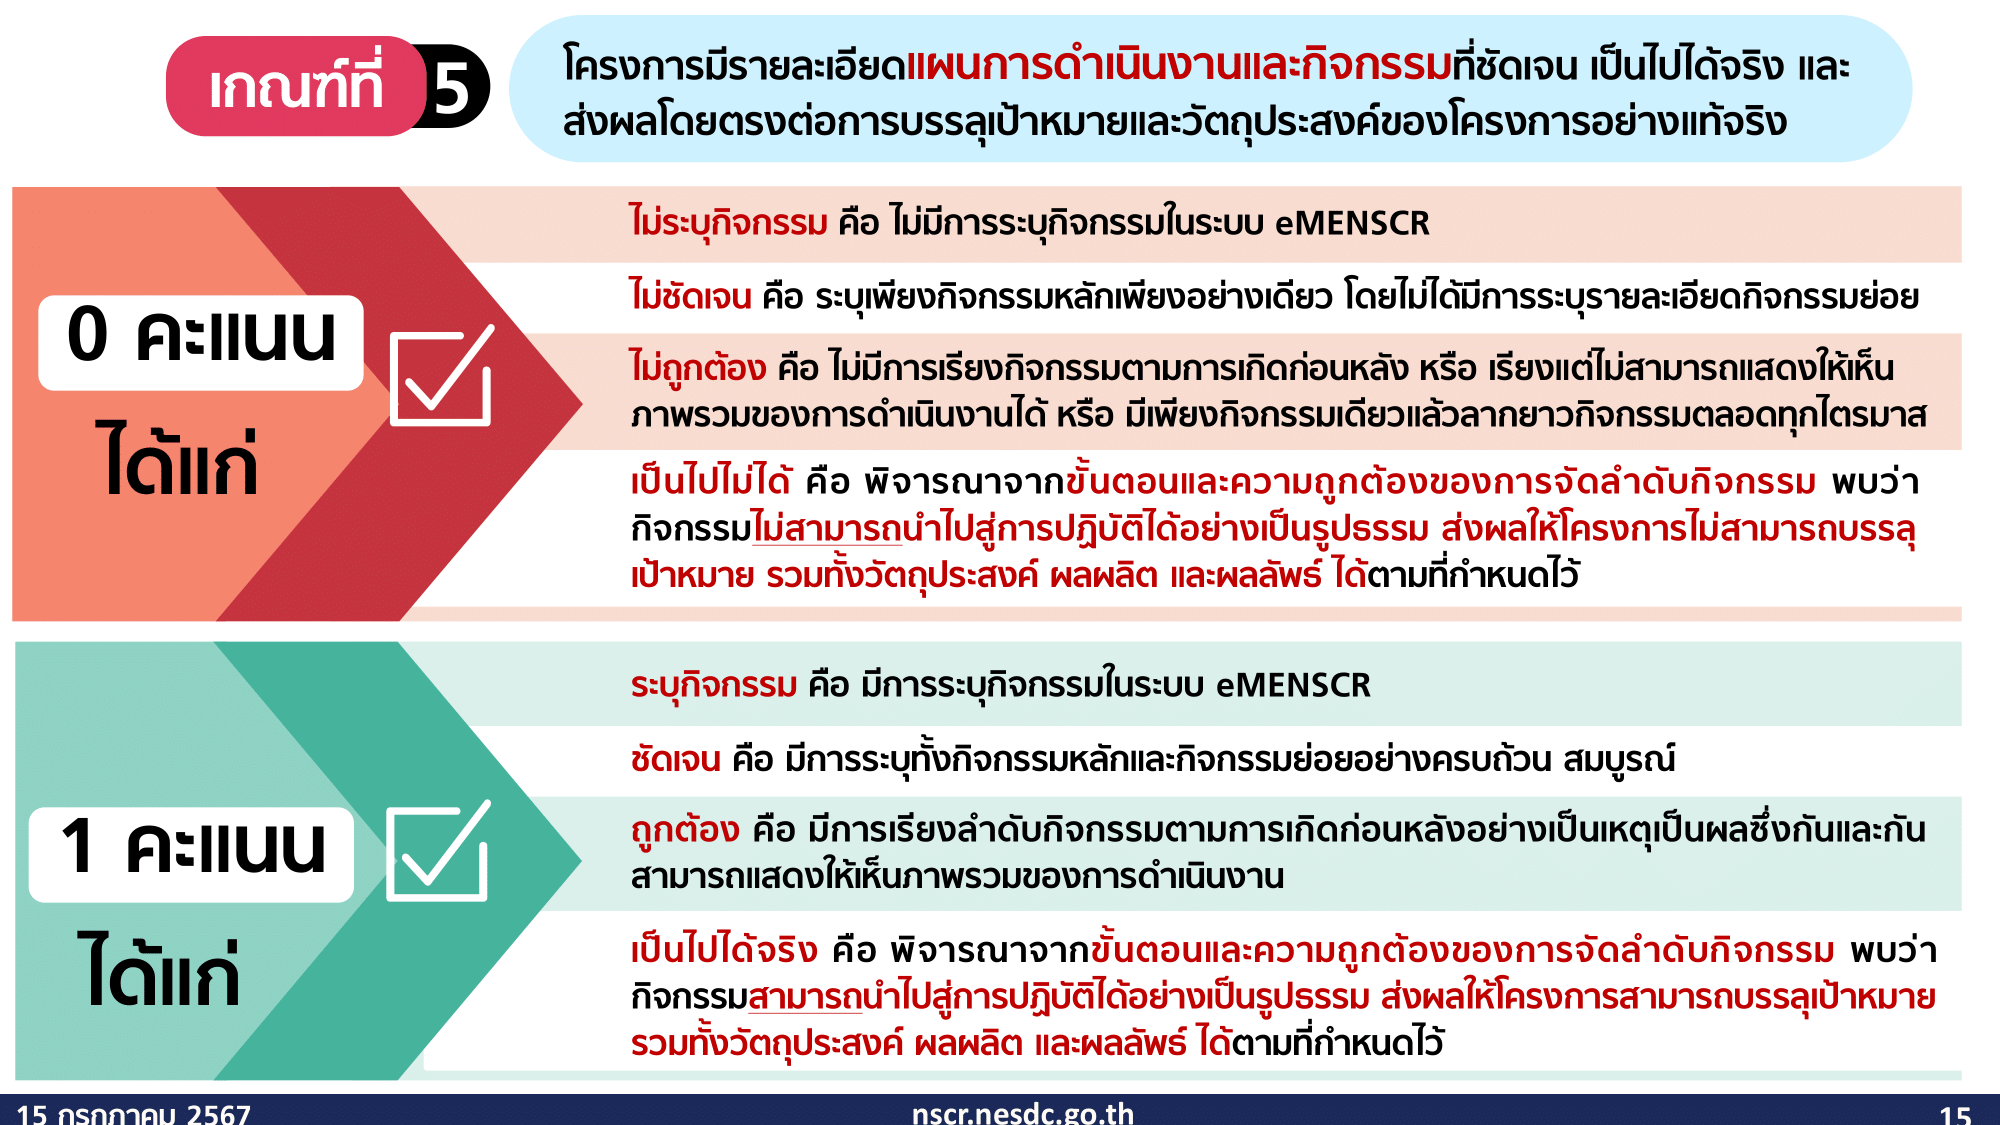 เกณฑ์ที่ 5
โครงการมีรายละเอียดแผนการดำเนินงานและกิจกรรมที่ชัดเจน เป็นไปได้จริง และ
ส่งผลโดยตรงต่อการบรรลุเป้าหมายและวัตถุประสงค์ของโครงการอย่างแท้จริง
0 คะแนน
ได้แก่
ไม่ระบุกิจกรรม คือ ไม่มีการระบุกิจกรรมในระบบ eMENSCR
ไม่ชัดเจน คือ ระบุเพียงกิจกรรมหลักเพียงอย่างเดียว โดยไม่ได้มีการระบุรายละเอียดกิจกรรมย่อย
ไม่ถูกต้อง คือ ไม่มีการเรียงกิจกรรมตามการเกิดก่อนหลัง หรือ เรียงแต่ไม่สามารถแสดงให้เห็น
ภาพรวมของการดำเนินงานได้ หรือ มีเพียงกิจกรรมเดียวแล้วลากยาวกิจกรรมตลอดทุกไตรมาส
เป็นไปไม่ได้ คือ พิจารณาจากขั้นตอนและความถูกต้องของการจัดลำดับกิจกรรม พบว่า
กิจกรรมไม่สามารถนำไปสู่การปฏิบัติได้อย่างเป็นรูปธรรม ส่งผลให้โครงการไม่สามารถบรรลุ
เป้าหมาย รวมทั้งวัตถุประสงค์ ผลผลิต และผลลัพธ์ ได้ตามที่กำหนดไว้
1 คะแนน
ได้แก่
ระบุกิจกรรม คือ มีการระบุกิจกรรมในระบบ eMENSCR
ชัดเจน คือ มีการระบุทั้งกิจกรรมหลักและกิจกรรมย่อยอย่างครบถ้วน สมบูรณ์
ถูกต้อง คือ มีการเรียงลำดับกิจกรรมตามการเกิดก่อนหลังอย่างเป็นเหตุเป็นผลซึ่งกันและกัน
สามารถแสดงให้เห็นภาพรวมของการดำเนินงาน
เป็นไปได้จริง คือ พิจารณาจากขั้นตอนและความถูกต้องของการจัดลำดับกิจกรรม พบว่า
กิจกรรมสามารถนำไปสู่การปฏิบัติได้อย่างเป็นรูปธรรม ส่งผลให้โครงการสามารถบรรลุเป้าหมาย
รวมทั้งวัตถุประสงค์ ผลผลิต และผลลัพธ์ ได้ตามที่กำหนดไว้
15 กรกฎาคม 2567
nscr.nesdc.go.th
15